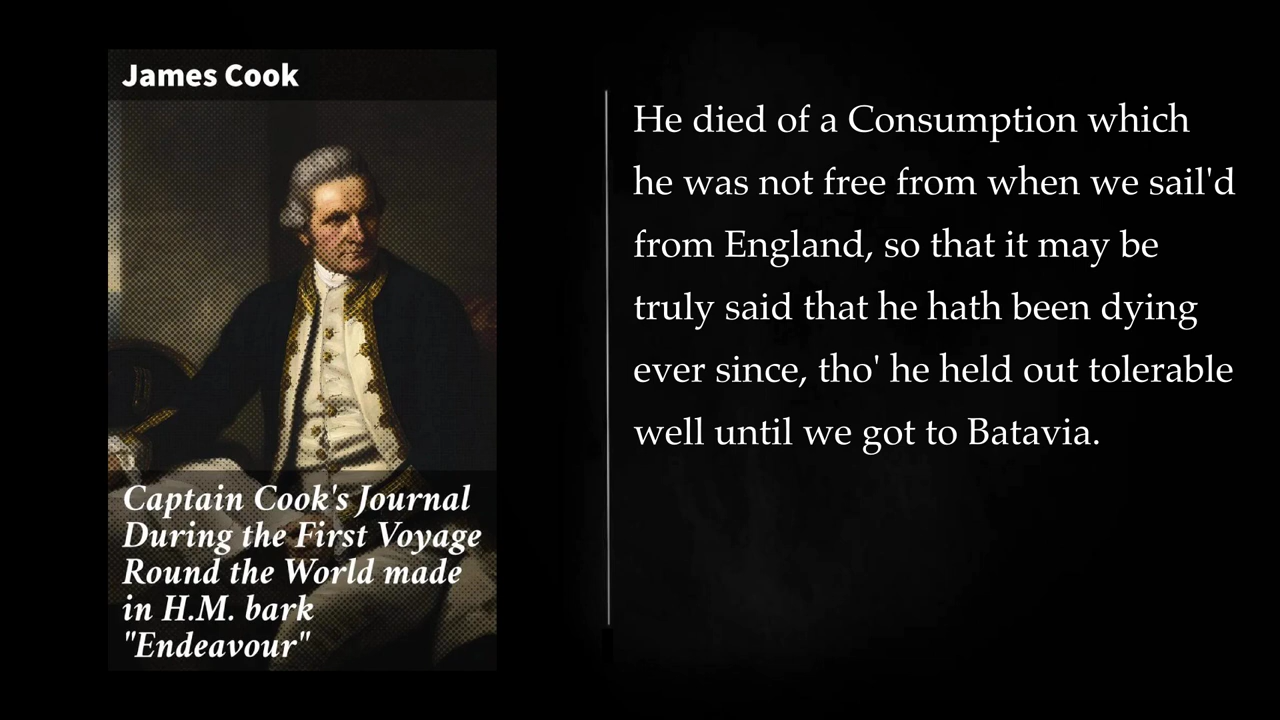 James Cook
Captain Cook's Journal
During the First Voyage
Round the World made
in H.M. bark
"Endeavour"
He died of a Consumption which
he was not free from when we sail'd
from England, so that it may be
truly said that he hath been dying
ever since, tho' he held out tolerable
well until we got to Batavia.